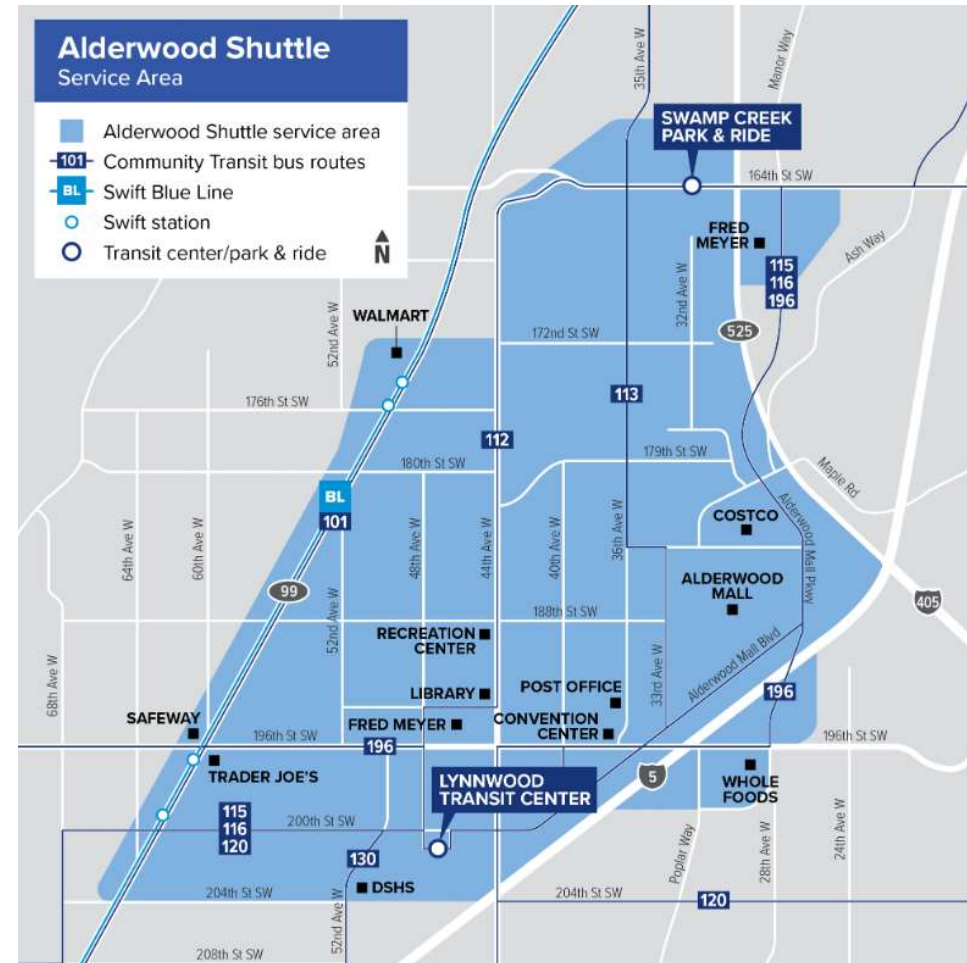 Alderwood Shuttle
Service Area
Alderwood Shuttle service area
101 Community Transit bus routes
BL Swift Blue Line
Swift station
Transit center/park & ride
N
35th Ave W
Manor Way
SWAMP CREEK
PARK & RIDE
164th St SW
FRED
MEYER
Ash Way
115
116
196
32nd Ave W
525
WALMART
52nd Ave W
172nd St SW
176th St SW
113
112
180th St SW
179th St SW
Maple Rd
BL
101
64th Ave W
60th Ave W
48th Ave W
44th Ave W
40th Ave W
36th Ave W
COSTCO
Alderwood Mall Pkwy
99
ALDERWOOD
MALL
405
52nd Ave W
188th St SW
RECREATION
CENTER
68th Ave W
33rd Ave W
Alderwood Mall Blvd
LIBRARY
POST OFFICE
196
SAFEWAY
FRED MEYER
CONVENTION
CENTER
196th St SW
196
196th St SW
TRADER JOE'S
LYNNWOOD
TRANSIT CENTER
5
WHOLE
FOODS
115
116
120
200th St SW
130
Poplar Way
28th Ave W
24th Ave W
DSHS
204th St SW
204th St SW
120
52nd Ave W
208th St SW